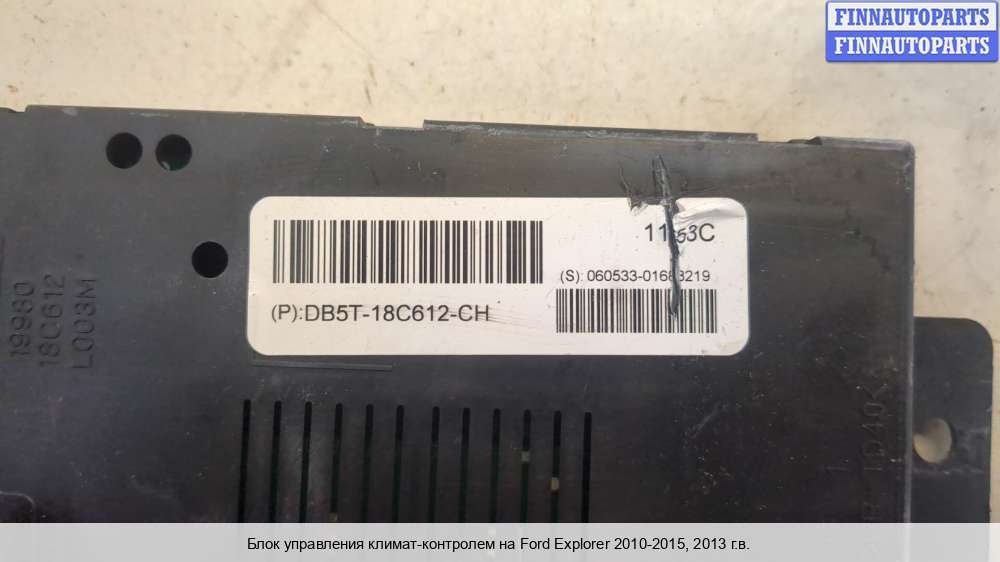 FINNAUTOPARTS
FINNAUTOPARTS
(P):DB5T-18C612-CH
(S):
19980
18C612
L003M
Блок управления климат-контролем на Ford Explorer 2010-2015, 2013 г.в.